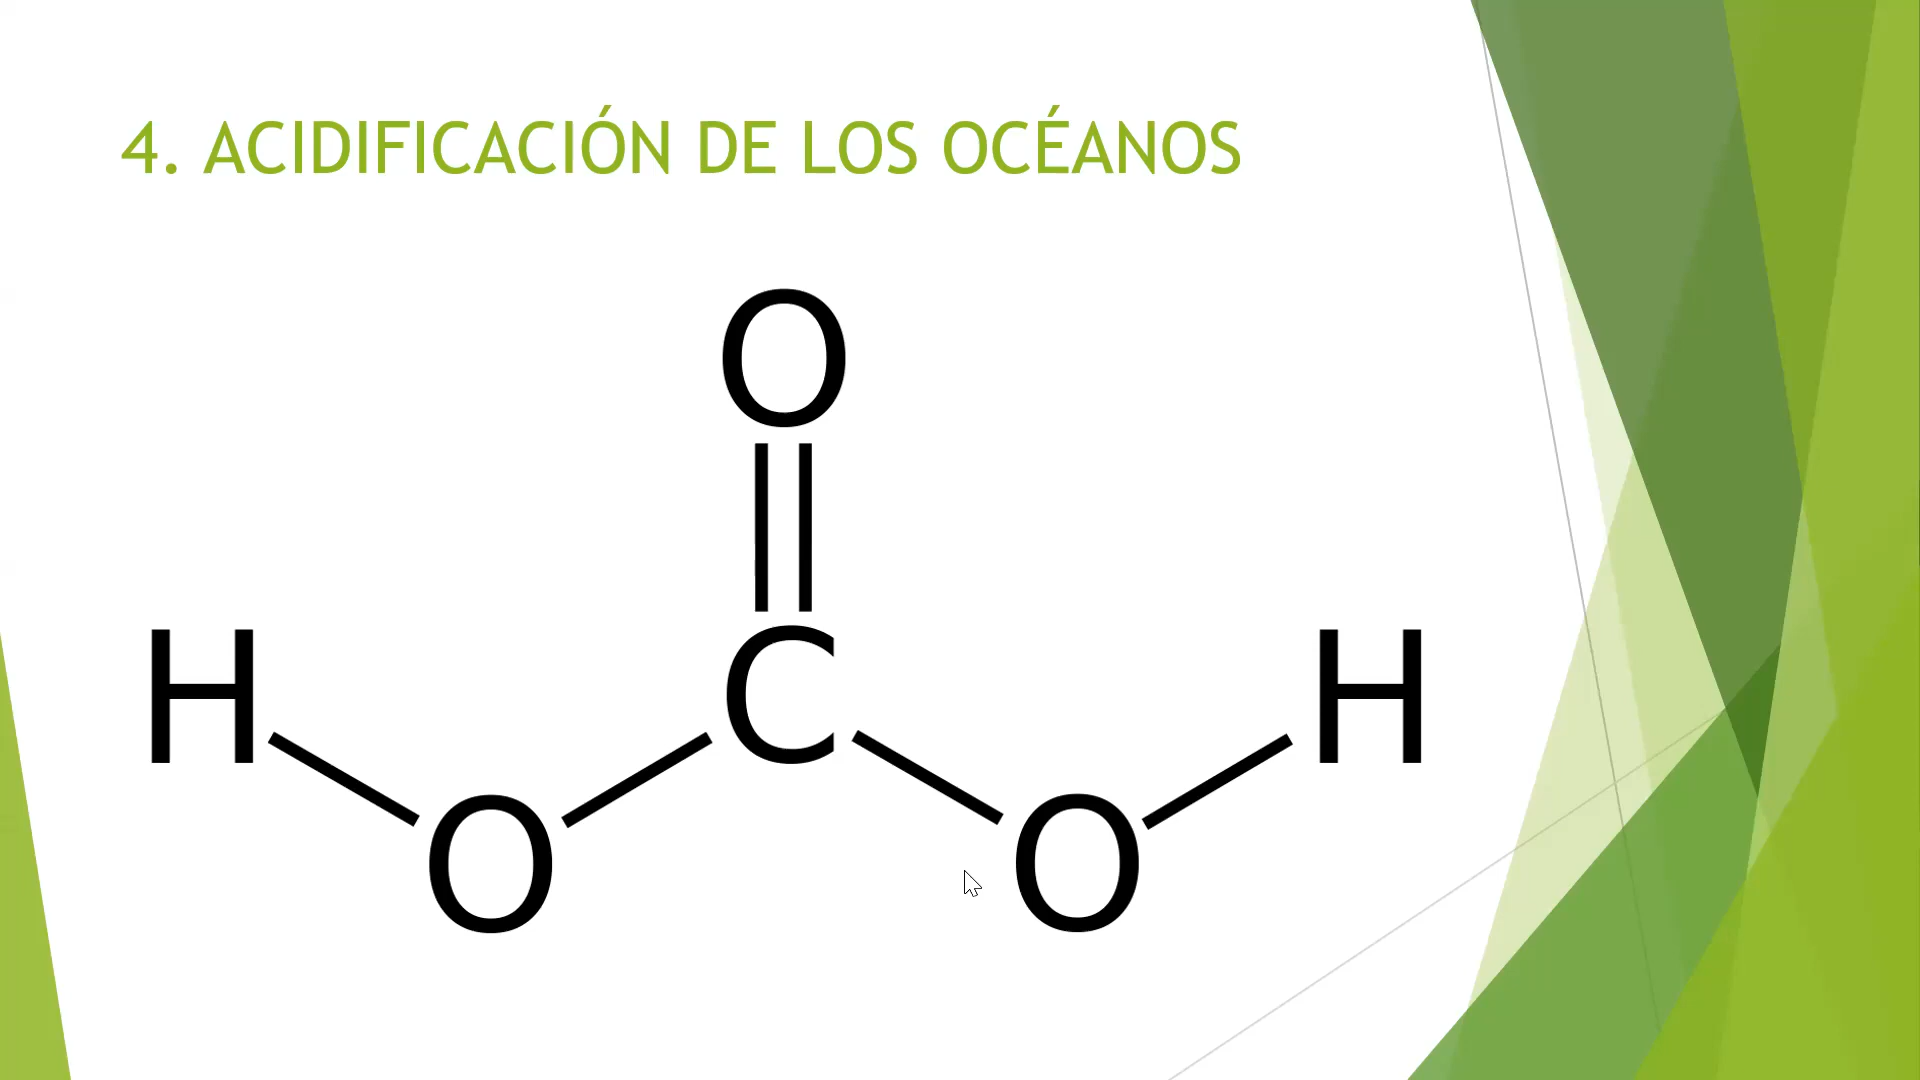 4. ACIDIFICACIÓN DE LOS OCÉANOS
O
H C H
O O